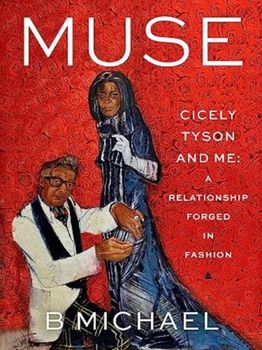 MUSE
CICELY
TYSON
AND ME:
A
RELATIONSHIP
FORGED
IN
FASHION
B MICHAEL